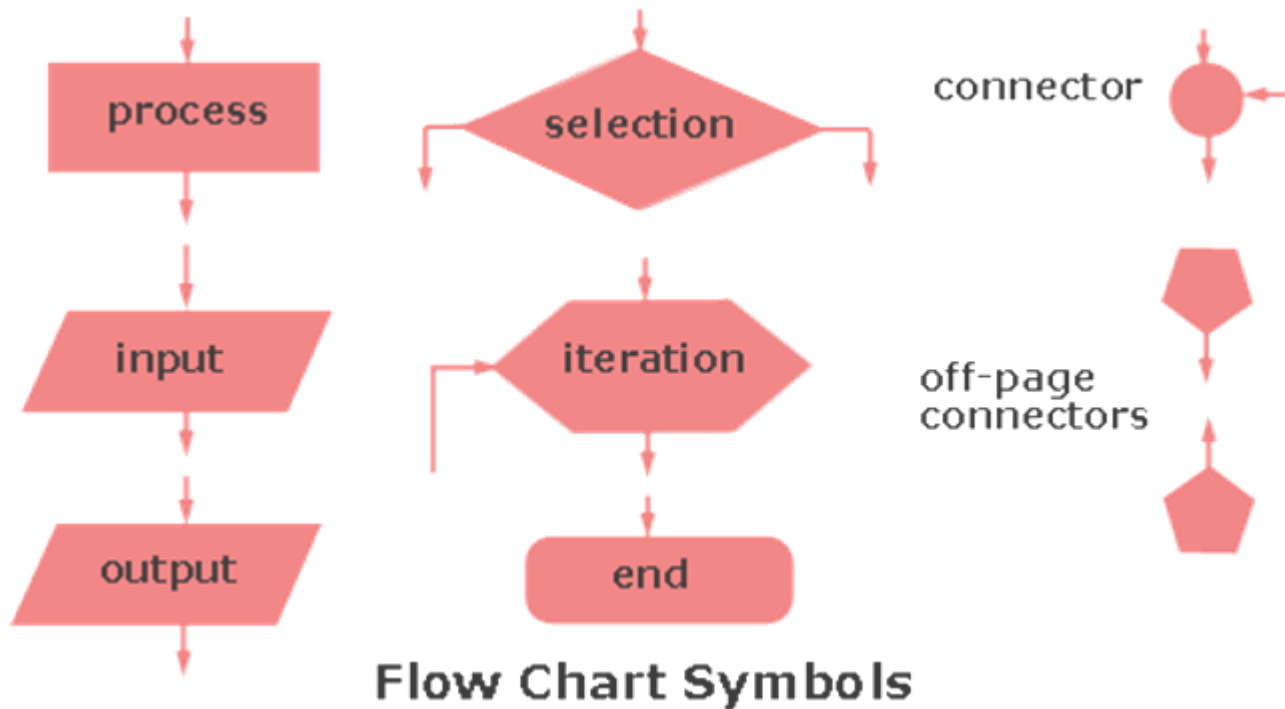 process
selection
connector
input
iteration
off-page
connectors
output
end
Flow Chart Symbols